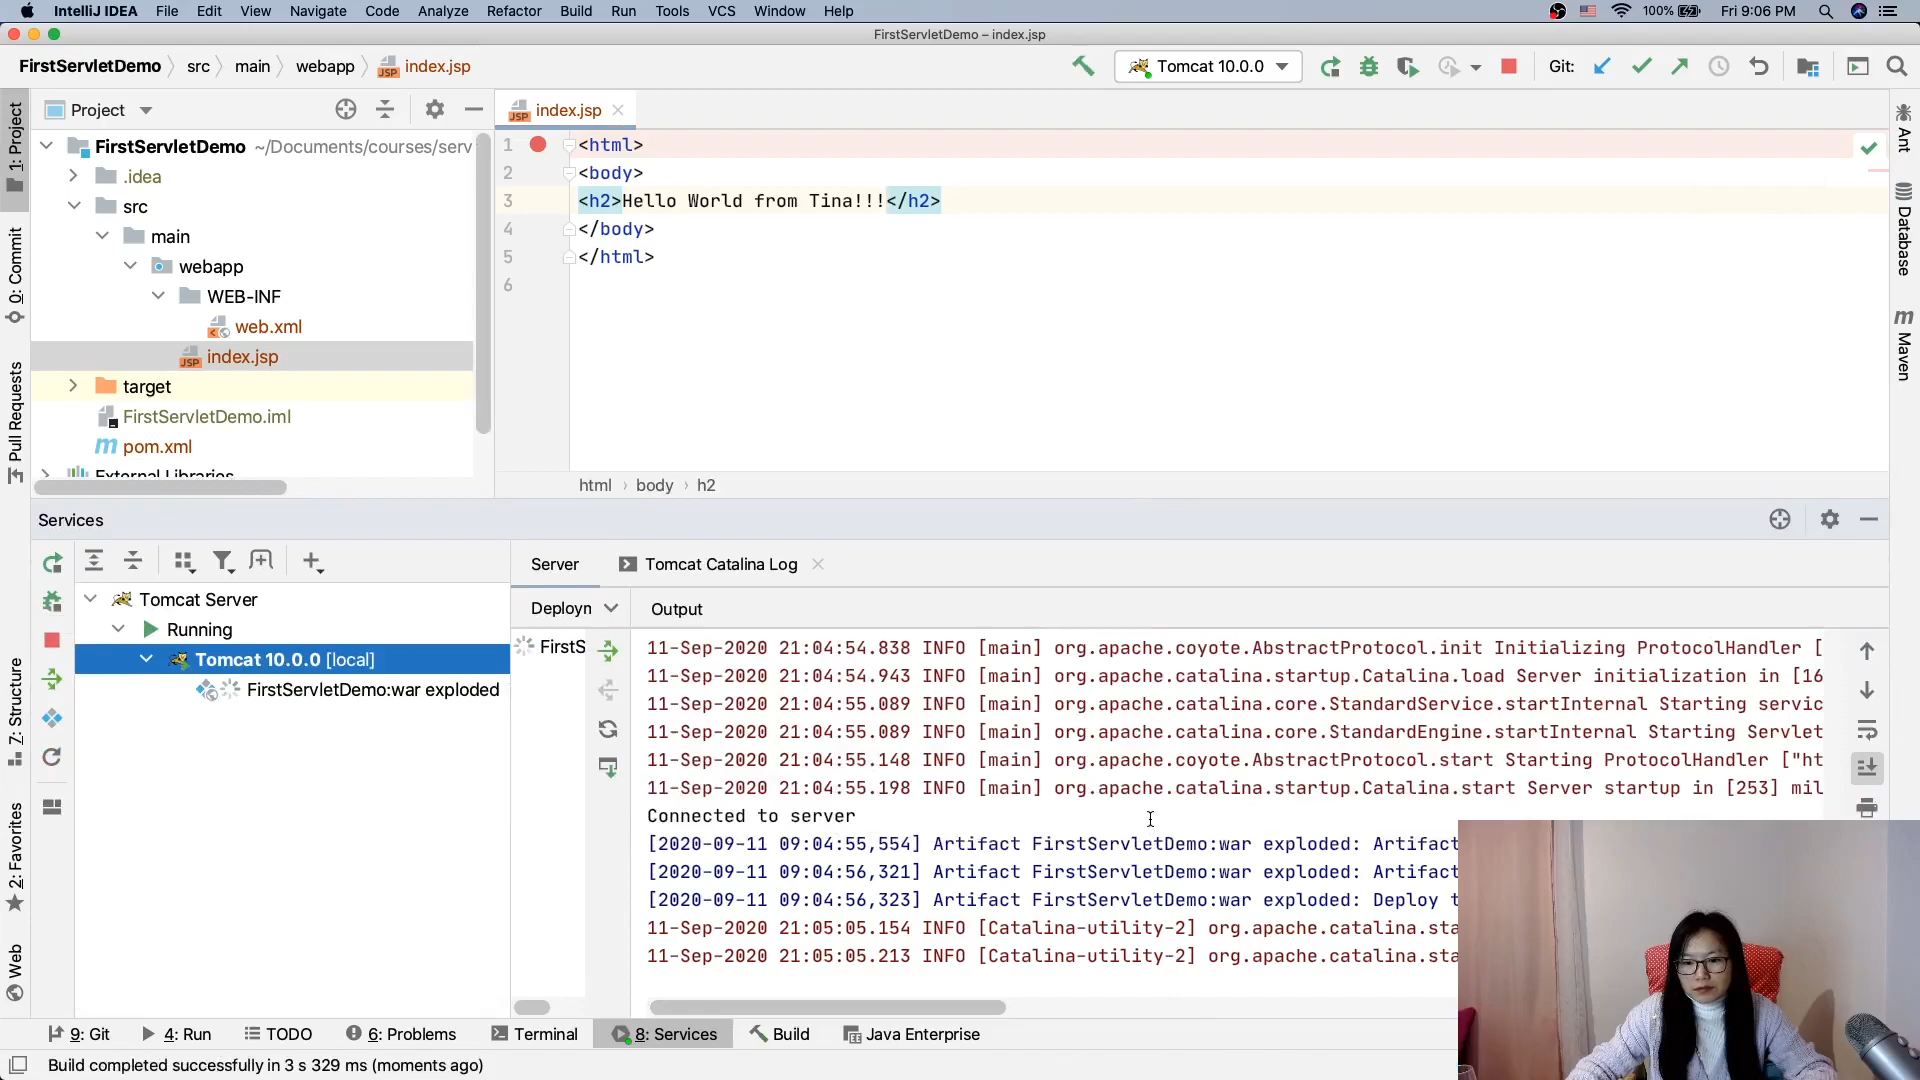 IntelliJ IDEA File Edit View Navigate Code Analyze Refactor Build Run Tools VCS Window Help 100% Fri 9:06 PM
FirstServletDemo – index.jsp
FirstServletDemo src main webapp index.jsp Tomcat 10.0.0 Git:
Project
index.jsp
1: Project
0: Commit
Pull Requests
Z: Structure
2: Favorites
Web
FirstServletDemo ~/Documents/courses/serv
.idea
src
main
webapp
WEB-INF
web.xml
index.jsp
target
FirstServletDemo.iml
pom.xml
External Libraries
1 <html>
2 <body>
3 <h2>Hello World from Tina!!!</h2>
4 </body>
5 </html>
6
html › body › h2
Ant
Database
Maven
Services
Tomcat Server
Running
Tomcat 10.0.0 [local]
FirstServletDemo:war exploded
Server Tomcat Catalina Log
Deployn Output
FirstS
11-Sep-2020 21:04:54.838 INFO [main] org.apache.coyote.AbstractProtocol.init Initializing ProtocolHandler [
11-Sep-2020 21:04:54.943 INFO [main] org.apache.catalina.startup.Catalina.load Server initialization in [16
11-Sep-2020 21:04:55.089 INFO [main] org.apache.catalina.core.StandardService.startInternal Starting servic
11-Sep-2020 21:04:55.089 INFO [main] org.apache.catalina.core.StandardEngine.startInternal Starting Servlet
11-Sep-2020 21:04:55.148 INFO [main] org.apache.coyote.AbstractProtocol.start Starting ProtocolHandler ["ht
11-Sep-2020 21:04:55.198 INFO [main] org.apache.catalina.startup.Catalina.start Server startup in [253] mil
Connected to server
[2020-09-11 09:04:55,554] Artifact FirstServletDemo:war exploded: Artifact
[2020-09-11 09:04:56,321] Artifact FirstServletDemo:war exploded: Artifact
[2020-09-11 09:04:56,323] Artifact FirstServletDemo:war exploded: Deploy t
11-Sep-2020 21:05:05.154 INFO [Catalina-utility-2] org.apache.catalina.sta
11-Sep-2020 21:05:05.213 INFO [Catalina-utility-2] org.apache.catalina.sta
9: Git 4: Run TODO 6: Problems Terminal 8: Services Build Java Enterprise
Build completed successfully in 3 s 329 ms (moments ago)